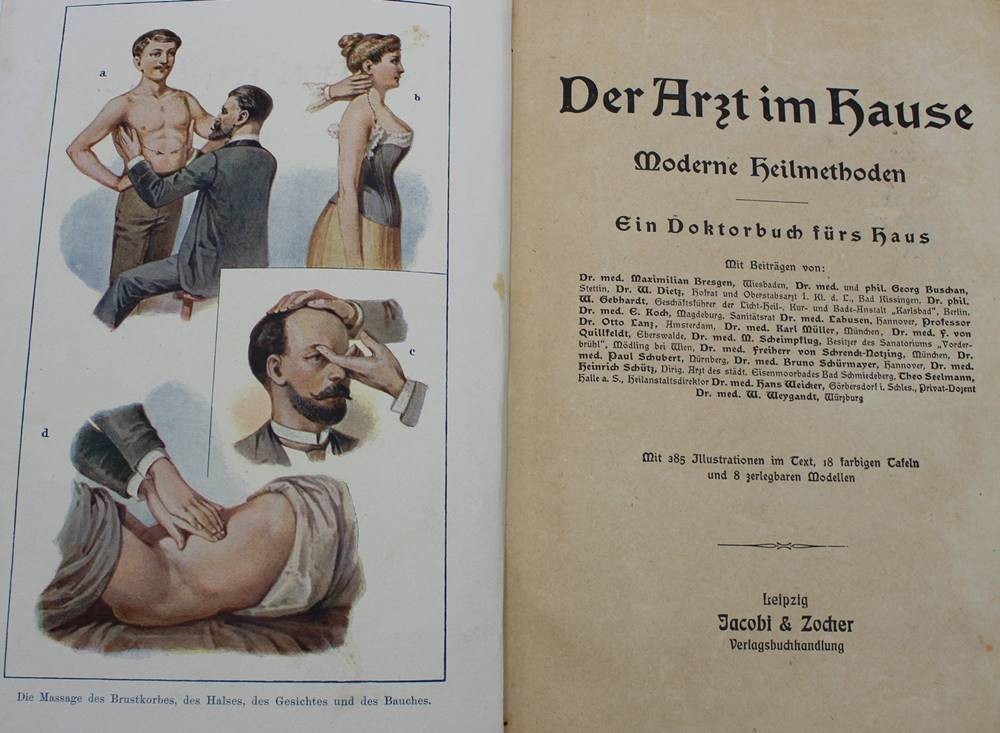 a
b
c
d
Die Massage des Brustkorbes, des Halses, des Gesichtes und des Bauches.
Der Arzt im Hause
Moderne Heilmethoden
Ein Doktorbuch fürs Haus
Mit Beiträgen von:
Dr. med. Maximilian Bresgen, Wiesbaden, Dr. med. und phil. Georg Buschan,
Stettin, Dr. W. Dietz, Hofrat und Oberstabsarzt I. Kl. d. L., Bad Kissingen, Dr. phil.
W. Gebhardt, Geschäftsführer der Licht-Heil-, Kur- und Bade-Anstalt „Karlsbad", Berlin,
Dr. med. E. Koch, Magdeburg, Sanitätsrat Dr. med. Lahusen, Hannover, Professor
Dr. Otto Lanz, Amsterdam, Dr. med. Karl Müller, München, Dr. med. F. von
Quillfeldt, Eberswalde, Dr. med. M. Scheimpflug, Besitzer des Sanatoriums „Vorder-
brühl", Mödling bei Wien, Dr. med. Freiherr von Schrenck-Notzing, München, Dr.
med. Paul Schubert, Nürnberg, Dr. med. Bruno Schürmayer, Hannover, Dr. med.
Heinrich Schütz, Dirig. Arzt des städt. Eisenmoorbades Bad Schmiedeberg, Theo Seelmann,
Halle a. S., Heilanstaltsdirektor Dr. med. Hans Weicker, Görbersdorf i. Schles., Privat-Dozent
Dr. med. W. Weygandt, Würzburg
Mit 385 Illustrationen im Text, 18 farbigen Tafeln
und 8 zerlegbaren Modellen
Leipzig
Jacobi & Zocher
Verlagsbuchhandlung